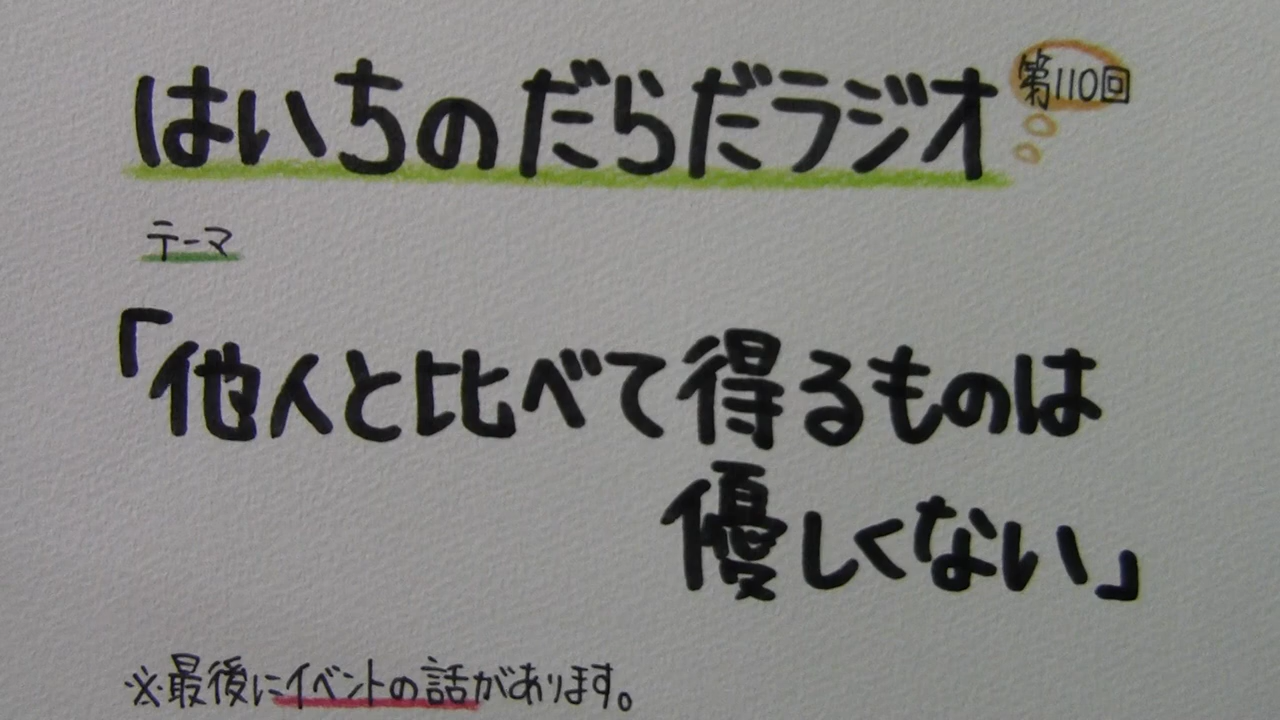 はいちのだらだラジオ
第110回
テーマ
「他人と比べて得るものは
優しくない」
※最後にイベントの話があります。